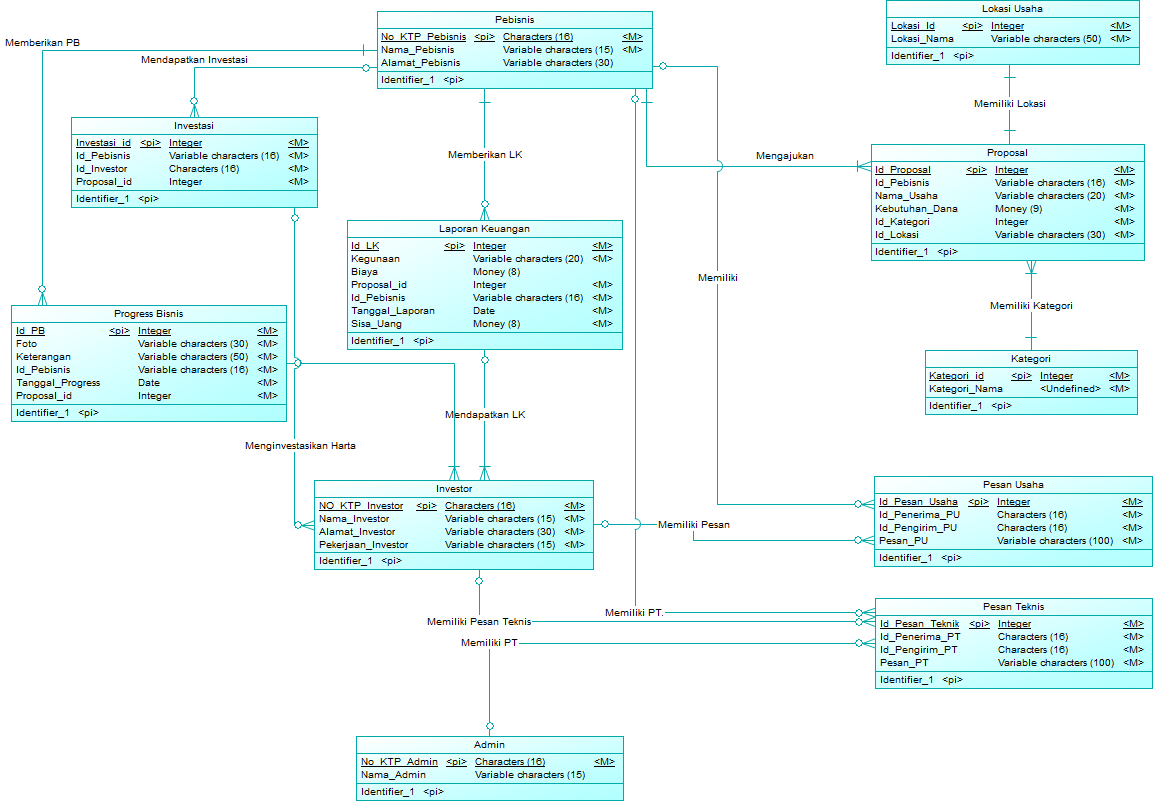 Pebisnis
No_KTP_Pebisnis <pi> Characters (16) <M>
Nama_Pebisnis Variable characters (15) <M>
Alamat_Pebisnis Variable characters (30)
Identifier_1 <pi>
Lokasi Usaha
Lokasi_Id <pi> Integer <M>
Lokasi_Nama Variable characters (50) <M>
Identifier_1 <pi>
Memberikan PB
Mendapatkan Investasi
Memiliki Lokasi
Investasi
Investasi_id <pi> Integer <M>
Id_Pebisnis Variable characters (16) <M>
Id_Investor Characters (16) <M>
Proposal_id Integer <M>
Identifier_1 <pi>
Memberikan LK
Mengajukan
Proposal
Id_Proposal <pi> Integer <M>
Id_Pebisnis Variable characters (16) <M>
Nama_Usaha Variable characters (20) <M>
Kebutuhan_Dana Money (9) <M>
Id_Kategori Integer <M>
Id_Lokasi Variable characters (30) <M>
Identifier_1 <pi>
Laporan Keuangan
Id_LK <pi> Integer <M>
Kegunaan Variable characters (20) <M>
Biaya Money (8)
Proposal_id Integer <M>
Id_Pebisnis Variable characters (16) <M>
Tanggal_Laporan Date <M>
Sisa_Uang Money (8) <M>
Identifier_1 <pi>
Memiliki
Memiliki Kategori
Progress Bisnis
Id_PB <pi> Integer <M>
Foto Variable characters (30) <M>
Keterangan Variable characters (50) <M>
Id_Pebisnis Variable characters (16) <M>
Tanggal_Progress Date <M>
Proposal_id Integer <M>
Identifier_1 <pi>
Kategori
Kategori_id <pi> Integer <M>
Kategori_Nama <Undefined> <M>
Identifier_1 <pi>
Mendapatkan LK
Menginvestasikan Harta
Investor
NO_KTP_Investor <pi> Characters (16) <M>
Nama_Investor Variable characters (15) <M>
Alamat_Investor Variable characters (30) <M>
Pekerjaan_Investor Variable characters (15) <M>
Identifier_1 <pi>
Memiliki Pesan
Pesan Usaha
Id_Pesan_Usaha <pi> Integer <M>
Id_Penerima_PU Characters (16) <M>
Id_Pengirim_PU Characters (16) <M>
Pesan_PU Variable characters (100) <M>
Identifier_1 <pi>
Memiliki PT.
Memiliki Pesan Teknis
Memiliki PT
Pesan Teknis
Id_Pesan_Teknik <pi> Integer <M>
Id_Penerima_PT Characters (16) <M>
Id_Pengirim_PT Characters (16) <M>
Pesan_PT Variable characters (100) <M>
Identifier_1 <pi>
Admin
No_KTP_Admin <pi> Characters (16) <M>
Nama_Admin Variable characters (15)
Identifier_1 <pi>